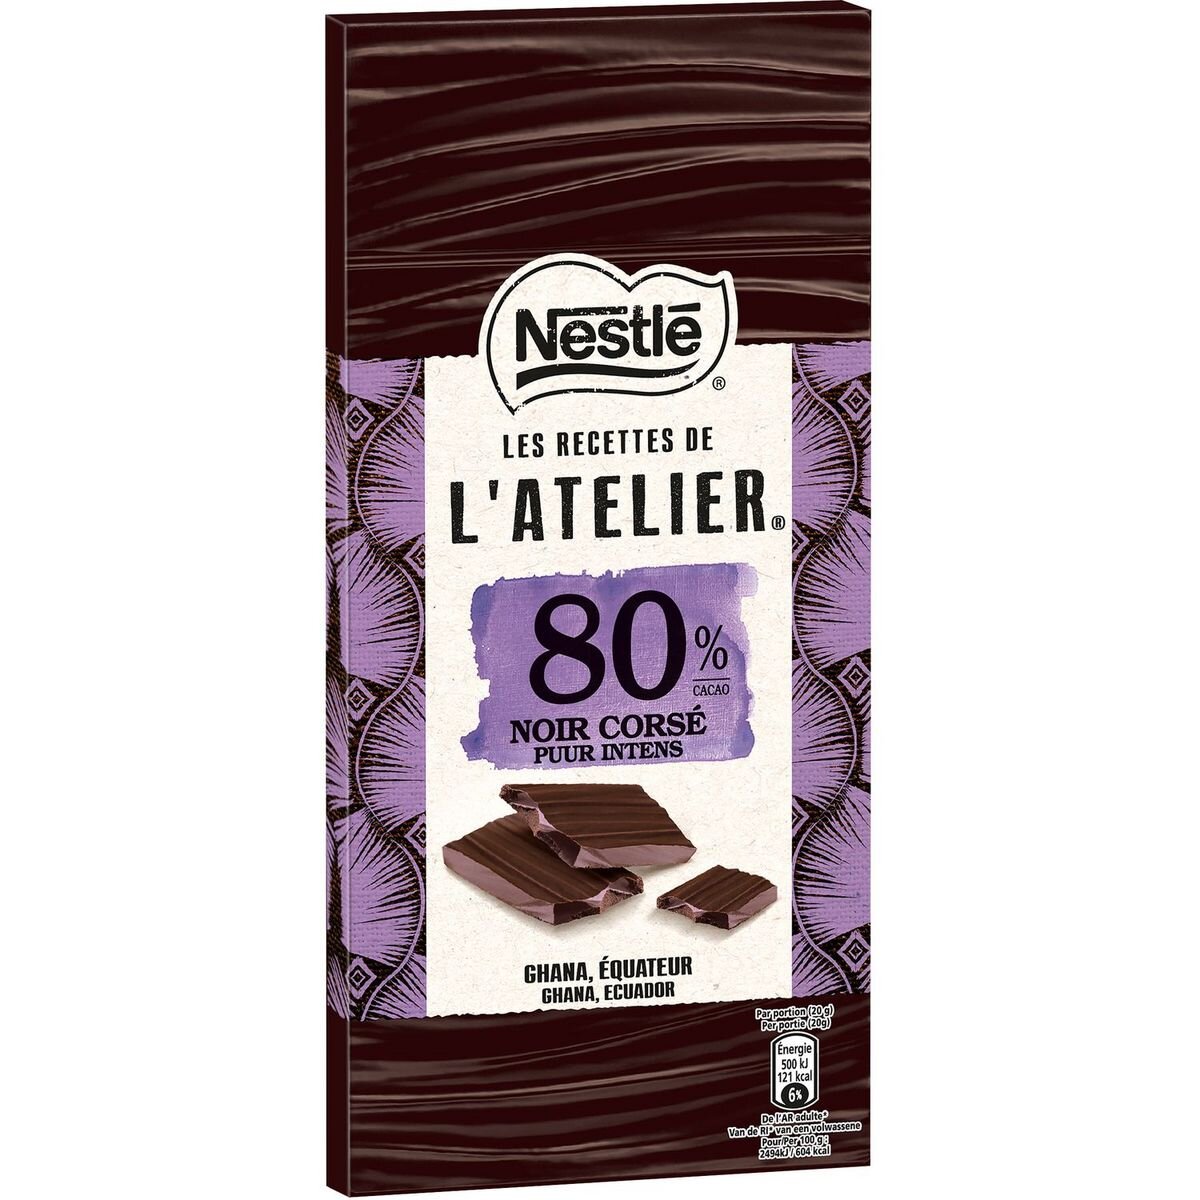 Nestlé
®
LES RECETTES DE
L'ATELIER®
80%
CACAO
NOIR CORSÉ
PUUR INTENS
GHANA, ÉQUATEUR
GHANA, ECUADOR
Par portion (20 g)
Per portie (20g)
Énergie
500 kJ
121 kcal
6%
De l'AR adulte*
Van de RI* van een volwassene
Pour/Per 100 g :
2494kJ / 604 kcal